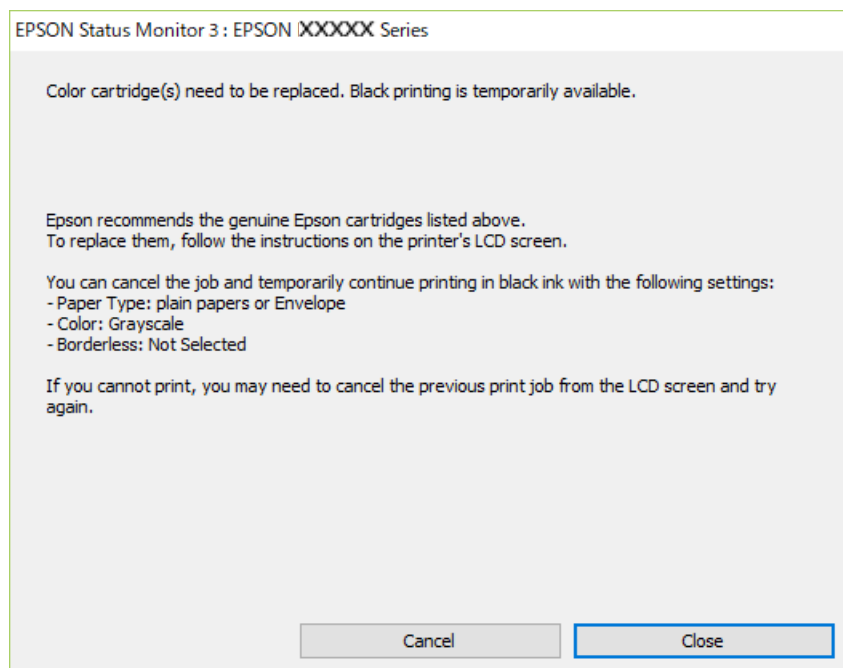 EPSON Status Monitor 3 : EPSON XXXXX Series
Color cartridge(s) need to be replaced. Black printing is temporarily available.
Epson recommends the genuine Epson cartridges listed above.
To replace them, follow the instructions on the printer's LCD screen.
You can cancel the job and temporarily continue printing in black ink with the following settings:
- Paper Type: plain papers or Envelope
- Color: Grayscale
- Borderless: Not Selected
If you cannot print, you may need to cancel the previous print job from the LCD screen and try
again.
Cancel
Close